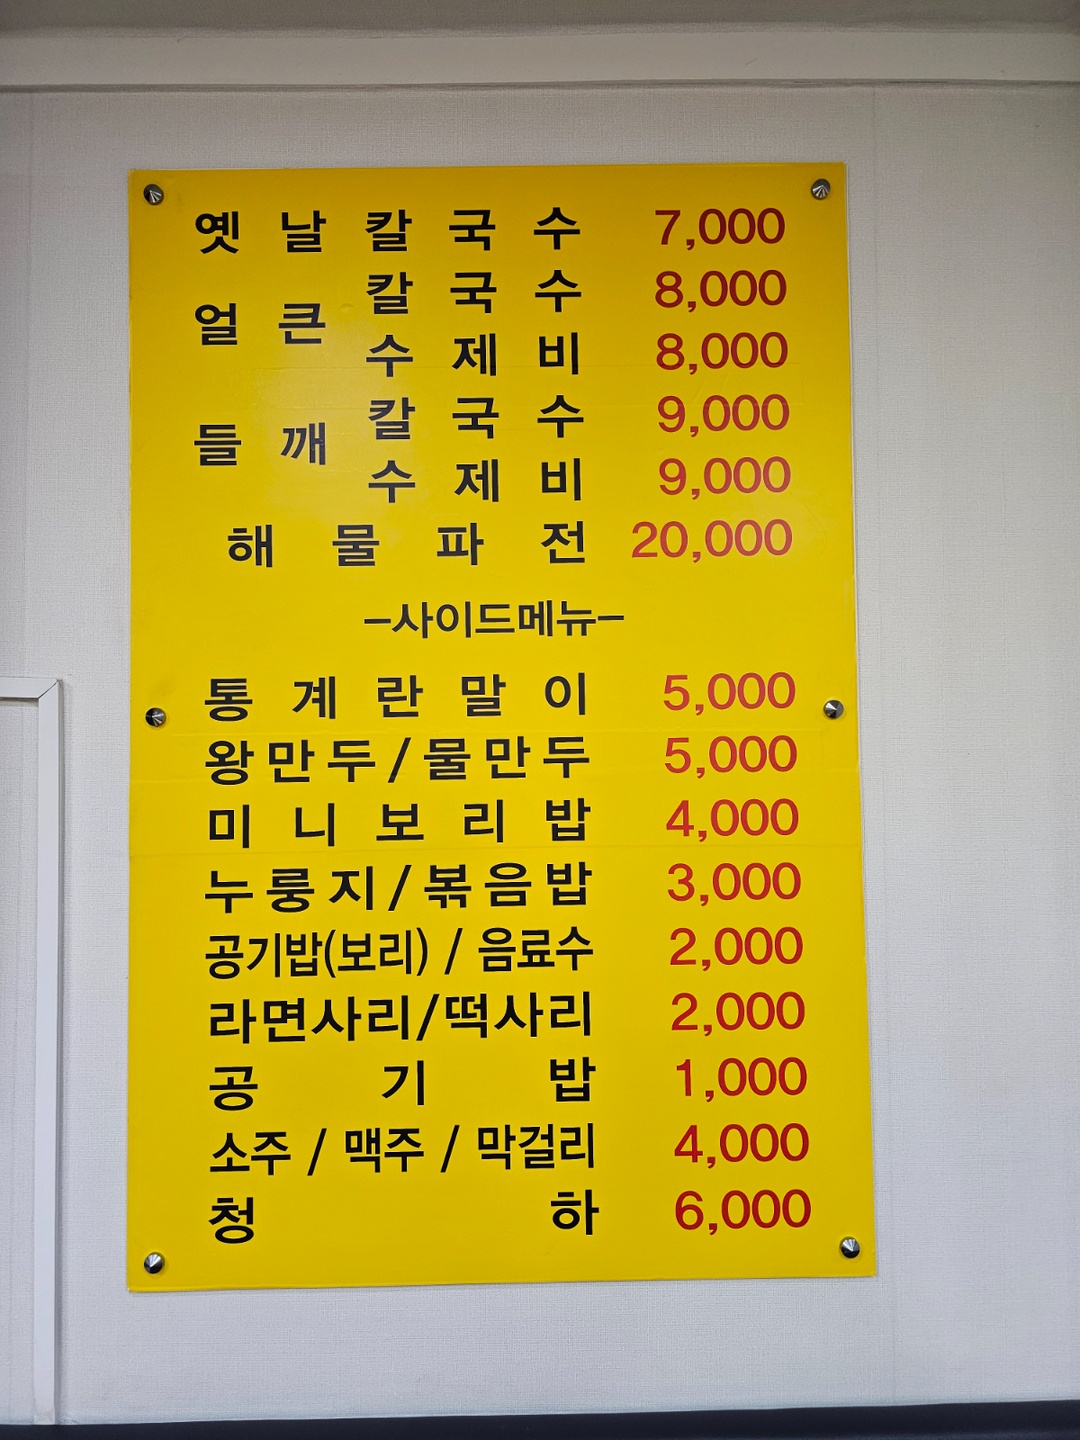 옛날칼국수 7,000
얼큰 칼국수 8,000
수제비 8,000
들깨 칼국수 9,000
수제비 9,000
해물파전 20,000
-사이드메뉴-
통계란말이 5,000
왕만두/물만두 5,000
미니보리밥 4,000
누룽지/볶음밥 3,000
공기밥(보리) / 음료수 2,000
라면사리/떡사리 2,000
공기밥 1,000
소주 / 맥주 / 막걸리 4,000
청하 6,000